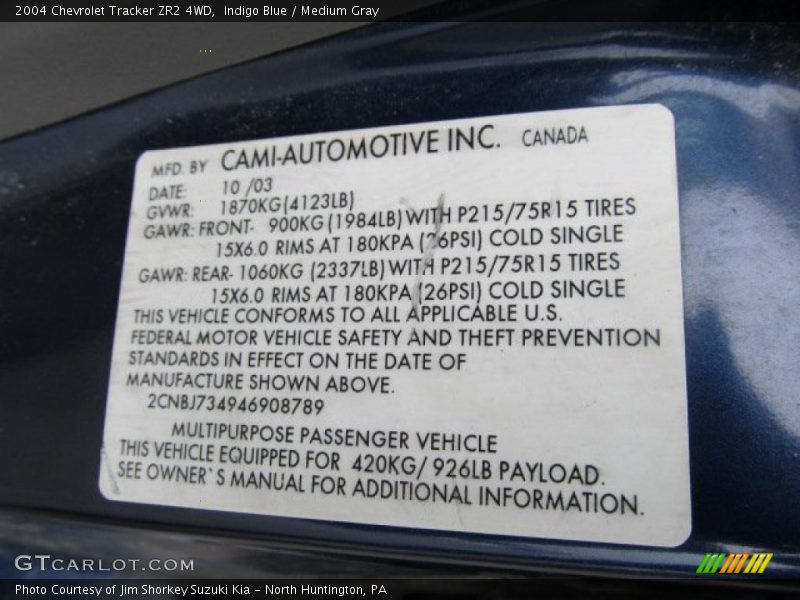 2004 Chevrolet Tracker ZR2 4WD,  Indigo Blue / Medium Gray
MFD. BY CAMI-AUTOMOTIVE INC. CANADA
DATE: 10 /03
GVWR: 1870KG(4123LB)
GAWR: FRONT- 900KG(1984LB) WITH P215/75R15 TIRES
15X6.0 RIMS AT 180KPA (26PSI) COLD SINGLE
GAWR: REAR- 1060KG (2337LB) WITH P215/75R15 TIRES
15X6.0 RIMS AT 180KPA (26PSI) COLD SINGLE
THIS VEHICLE CONFORMS TO ALL APPLICABLE U.S.
FEDERAL MOTOR VEHICLE SAFETY AND THEFT PREVENTION
STANDARDS IN EFFECT ON THE DATE OF
MANUFACTURE SHOWN ABOVE.
2CNBJ734946908789
MULTIPURPOSE PASSENGER VEHICLE
THIS VEHICLE EQUIPPED FOR 420KG/ 926LB PAYLOAD.
SEE OWNER`S MANUAL FOR ADDITIONAL INFORMATION.
GTCARLOT.COM
Photo Courtesy of Jim Shorkey Suzuki Kia - North Huntington, PA